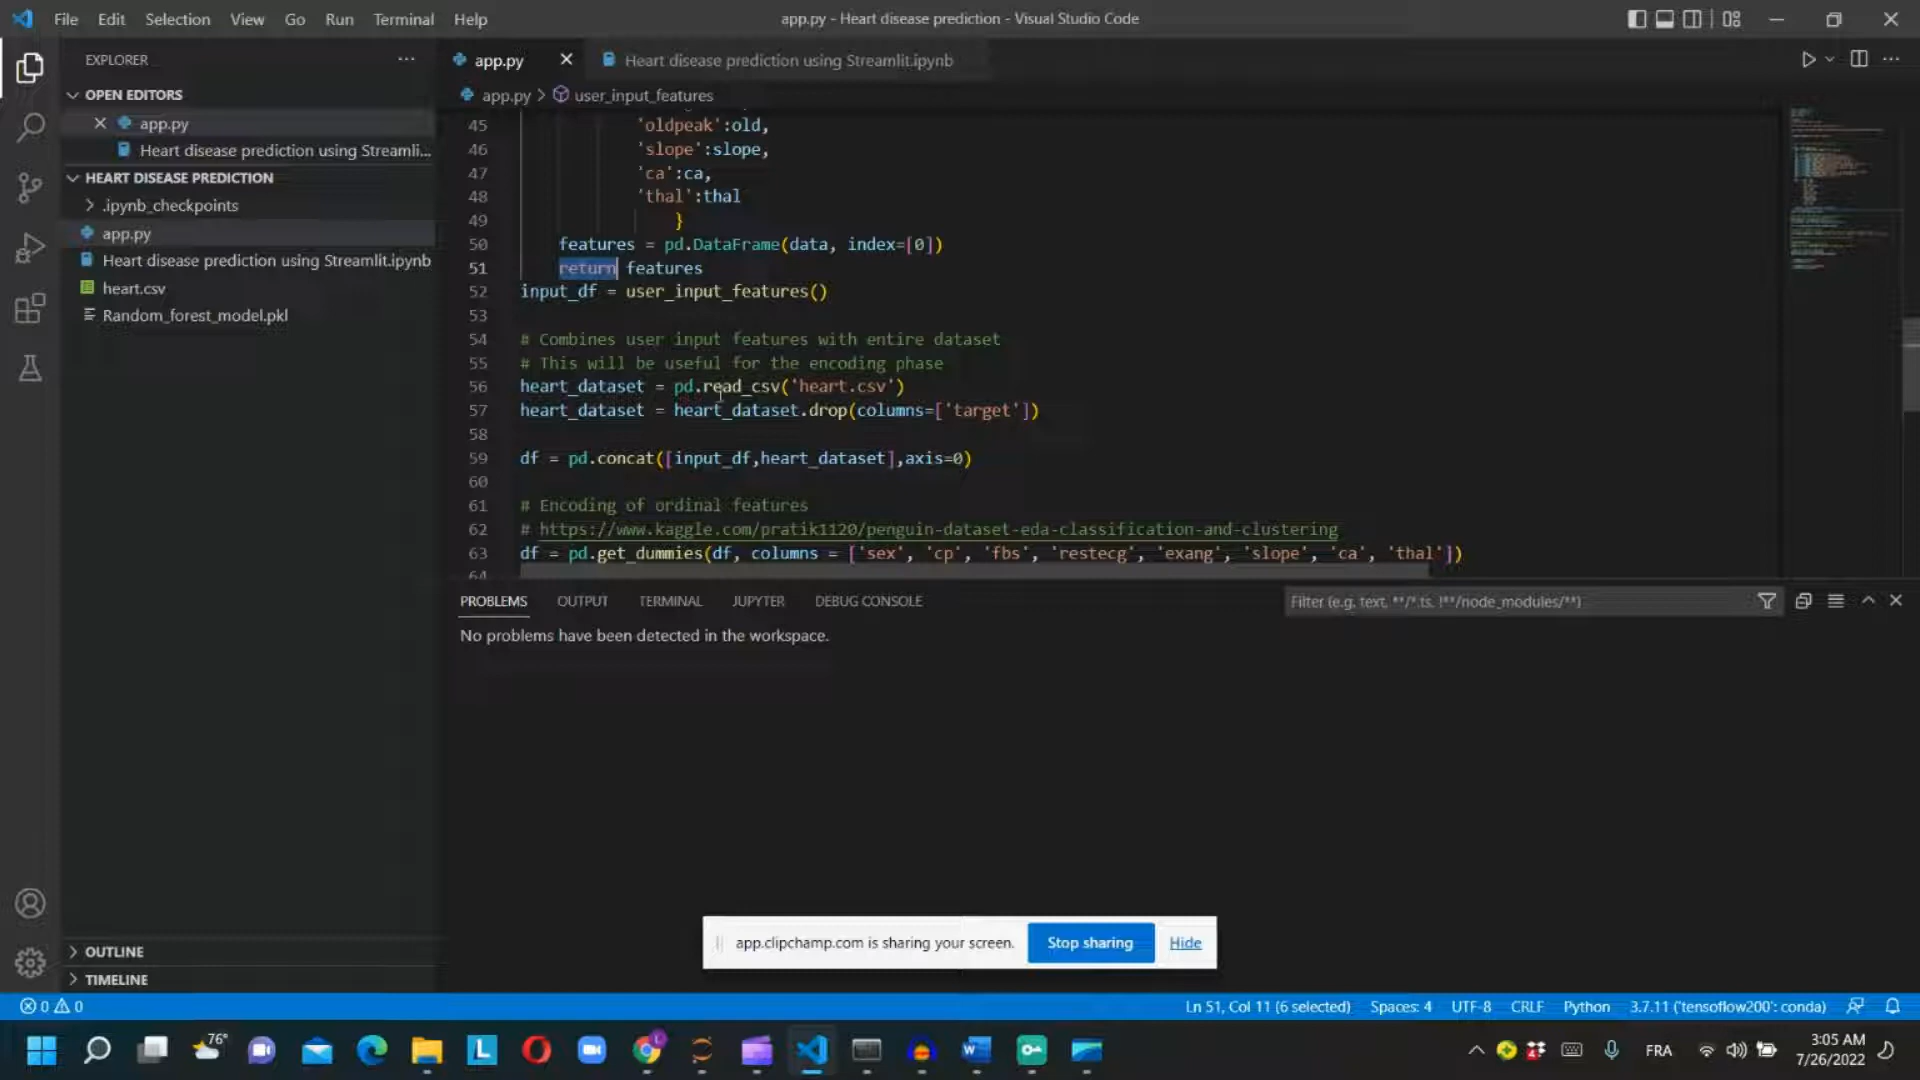 File Edit Selection View Go Run Terminal Help
app.py - Heart disease prediction - Visual Studio Code
EXPLORER
OPEN EDITORS
app.py
Heart disease prediction using Streamli...
HEART DISEASE PREDICTION
.ipynb_checkpoints
app.py
Heart disease prediction using Streamlit.ipynb
heart.csv
Random_forest_model.pkl
OUTLINE
TIMELINE
app.py
Heart disease prediction using Streamlit.ipynb
app.py > user_input_features
45 'oldpeak':old,
46 'slope':slope,
47 'ca':ca,
48 'thal':thal
49 }
50 features = pd.DataFrame(data, index=[0])
51 return features
52 input_df = user_input_features()
53
54 # Combines user input features with entire dataset
55 # This will be useful for the encoding phase
56 heart_dataset = pd.read_csv('heart.csv')
57 heart_dataset = heart_dataset.drop(columns=['target'])
58
59 df = pd.concat([input_df,heart_dataset],axis=0)
60
61 # Encoding of ordinal features
62 # https://www.kaggle.com/pratik1120/penguin-dataset-eda-classification-and-clustering
63 df = pd.get_dummies(df, columns = ['sex', 'cp', 'fbs', 'restecg', 'exang', 'slope', 'ca', 'thal'])
64
PROBLEMS OUTPUT TERMINAL JUPYTER DEBUG CONSOLE
Filter (e.g. text, **/*.ts, !**/node_modules/**)
No problems have been detected in the workspace.
app.clipchamp.com is sharing your screen. Stop sharing Hide
0 0
Ln 51, Col 11 (6 selected) Spaces: 4 UTF-8 CRLF Python 3.7.11 ('tensoflow200': conda)
76°
L
FRA
3:05 AM
7/26/2022